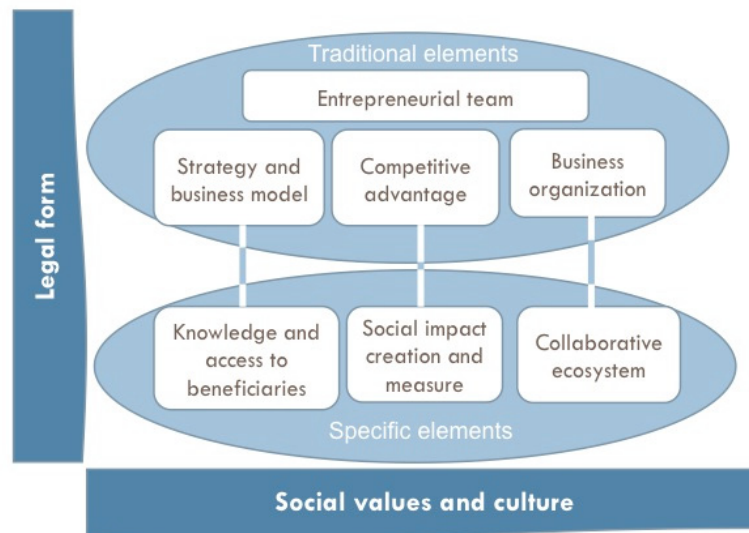 Legal form
Traditional elements
Entrepreneurial team
Strategy and
business model
Competitive
advantage
Business
organization
Knowledge and
access to
beneficiaries
Social impact
creation and
measure
Collaborative
ecosystem
Specific elements
Social values and culture